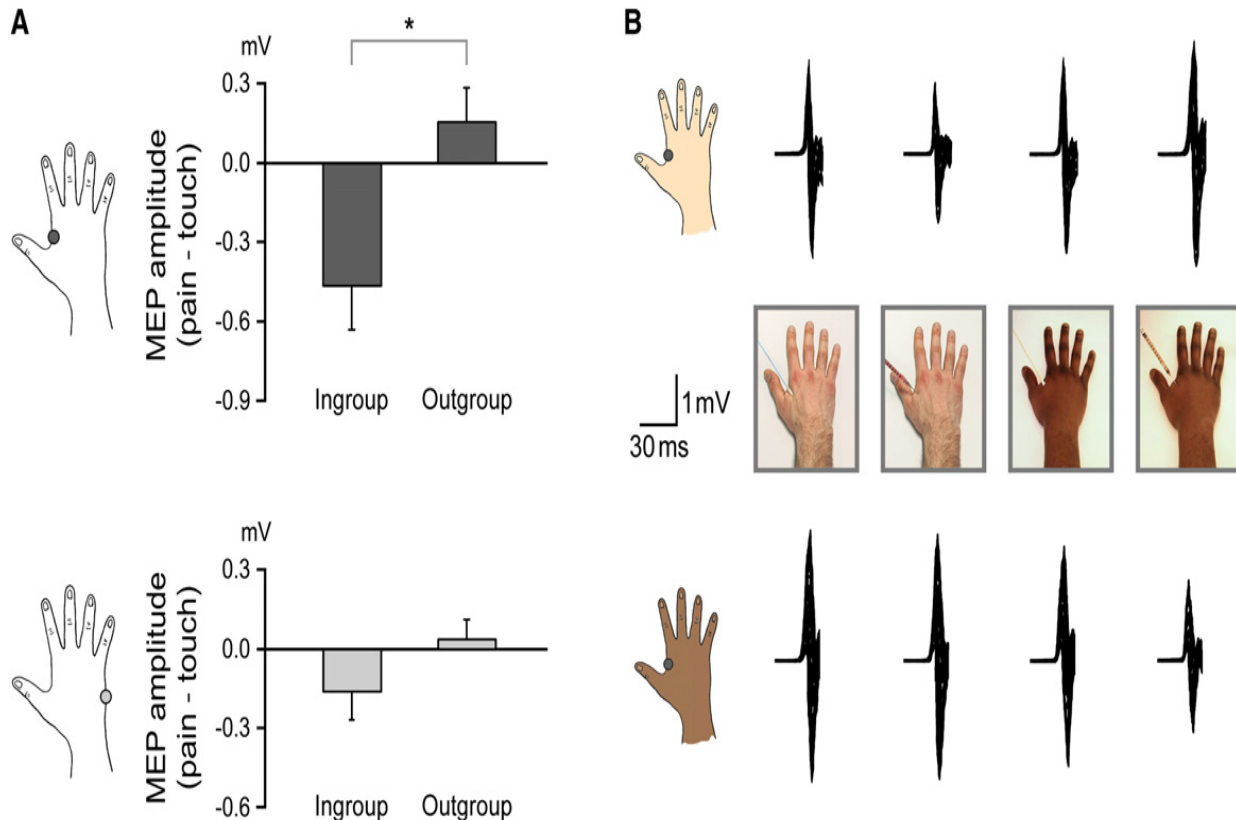 A
mV
*
0.3
0.0
-0.3
-0.6
-0.9
MEP amplitude
(pain - touch)
Ingroup Outgroup
mV
0.3
0.0
-0.3
-0.6
MEP amplitude
(pain - touch)
Ingroup Outgroup
B
1mV
30ms